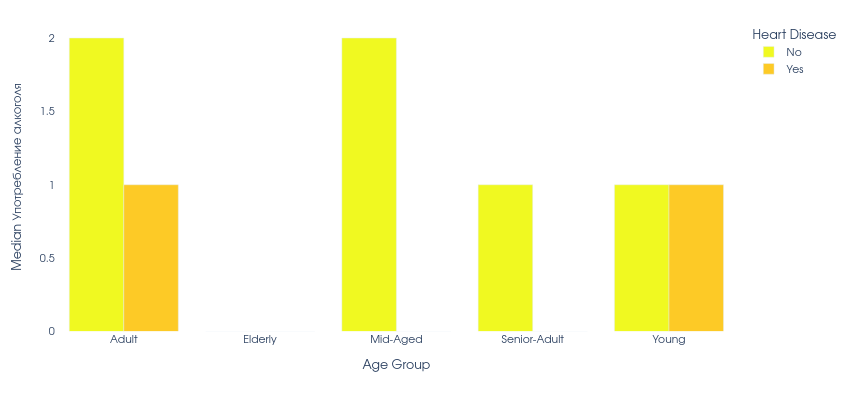 Heart Disease
No
Yes
Median Употребление алкоголя
2
1.5
1
0.5
0
Adult
Elderly
Mid-Aged
Senior-Adult
Young
Age Group